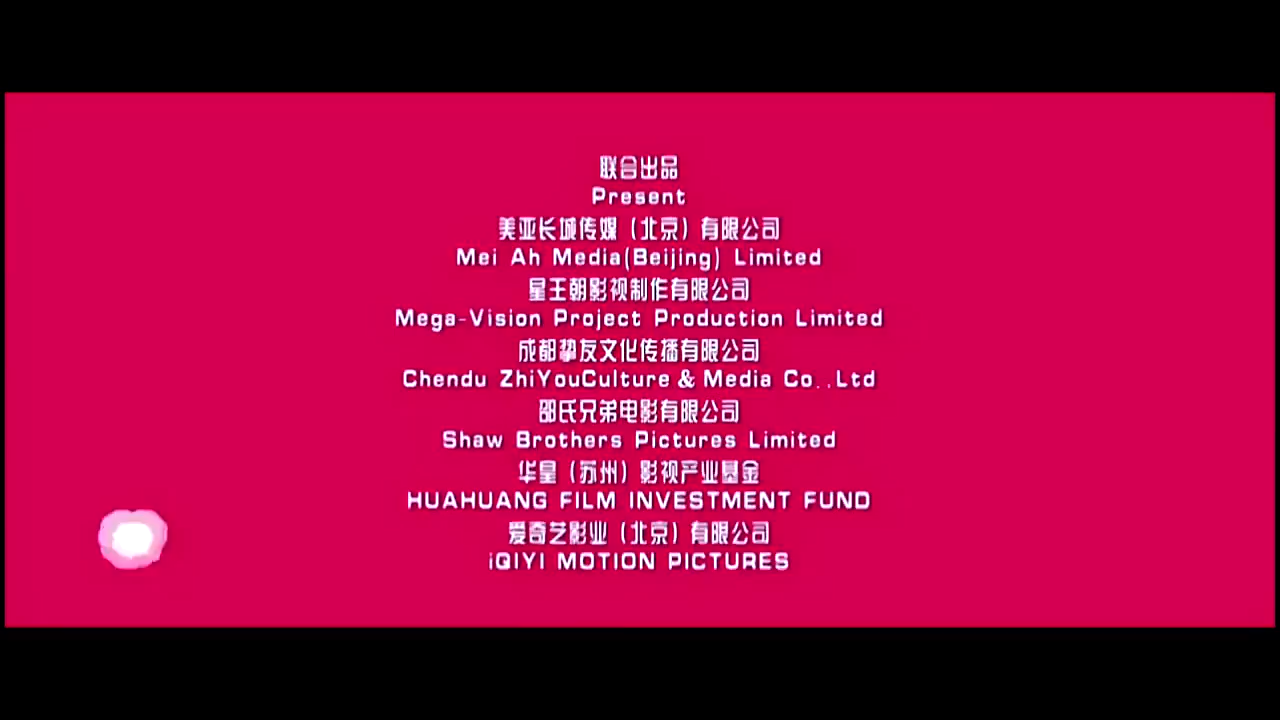 联合出品
Present
美亚长城传媒（北京）有限公司
Mei Ah Media(Beijing) Limited
星王朝影视制作有限公司
Mega-Vision Project Production Limited
成都挚友文化传播有限公司
Chendu ZhiYouCulture & Media Co.,Ltd
邵氏兄弟电影有限公司
Shaw Brothers Pictures Limited
华皇（苏州）影视产业基金
HUAHUANG FILM INVESTMENT FUND
爱奇艺影业（北京）有限公司
iQIYI MOTION PICTURES